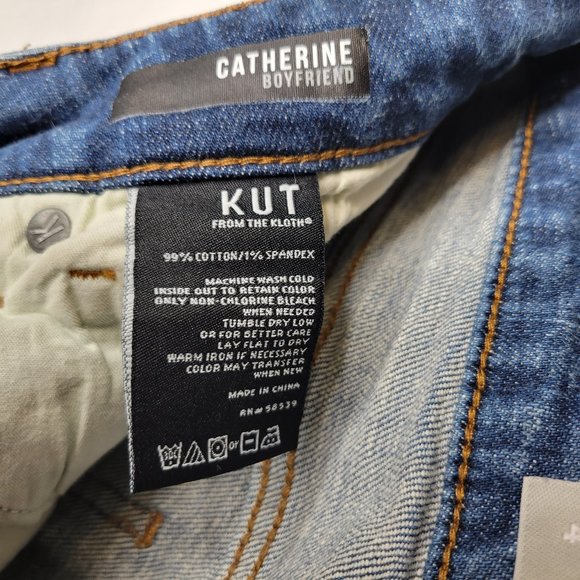 CATHERINE
BOYFRIEND
KUT
FROM THE KLOTH®
99% COTTON/1% SPANDEX
MACHINE WASH COLD
INSIDE OUT TO RETAIN COLOR
ONLY NON-CHLORINE BLEACH
WHEN NEEDED
TUMBLE DRY LOW
OR FOR BETTER CARE
LAY FLAT TO DRY
WARM IRON IF NECESSARY
COLOR MAY TRANSFER
WHEN NEW
MADE IN CHINA
RN# 58539
or
K